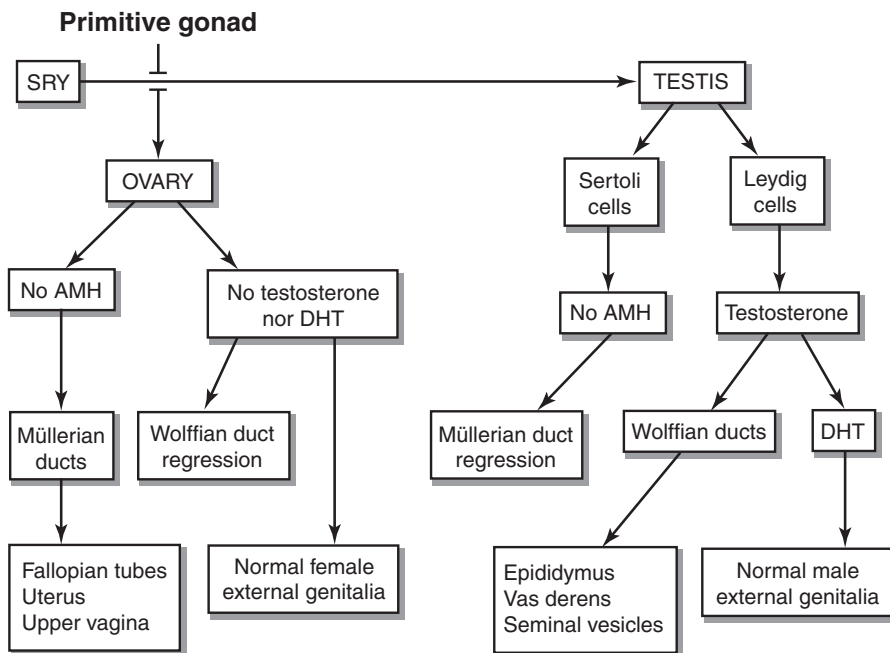 Primitive gonad
SRY
TESTIS
OVARY
Sertoli
cells
Leydig
cells
No AMH
No testosterone
nor DHT
No AMH
Testosterone
Müllerian
ducts
Wolffian duct
regression
Müllerian duct
regression
Wolffian ducts
DHT
Fallopian tubes
Uterus
Upper vagina
Normal female
external genitalia
Epididymus
Vas derens
Seminal vesicles
Normal male
external genitalia